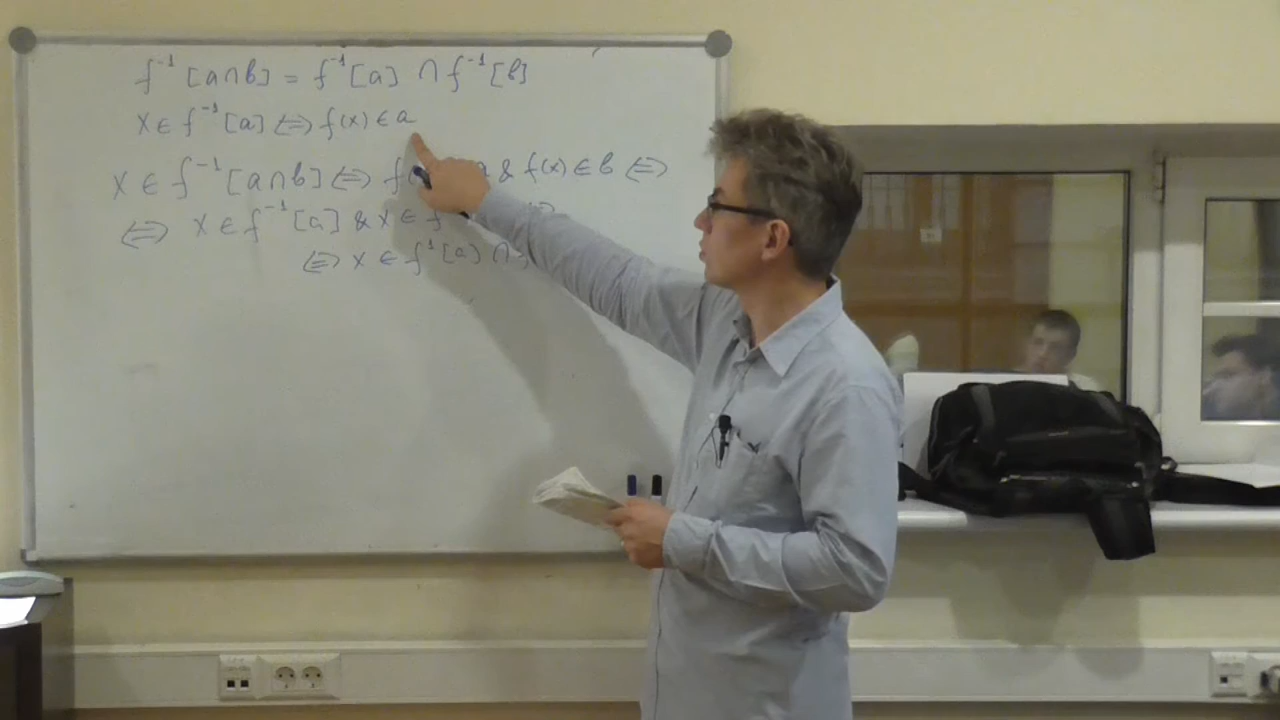 f⁻¹[a∩b] = f⁻¹[a] ∩ f⁻¹[b]
x ∈ f⁻¹[a] ⇔ f(x) ∈ a
x ∈ f⁻¹[a∩b] ⇔ f( a & f(x) ∈ b ⇔
⇔ x ∈ f⁻¹[a] & x ∈ f ⇔
⇔ x ∈ f⁻¹[a] ∩